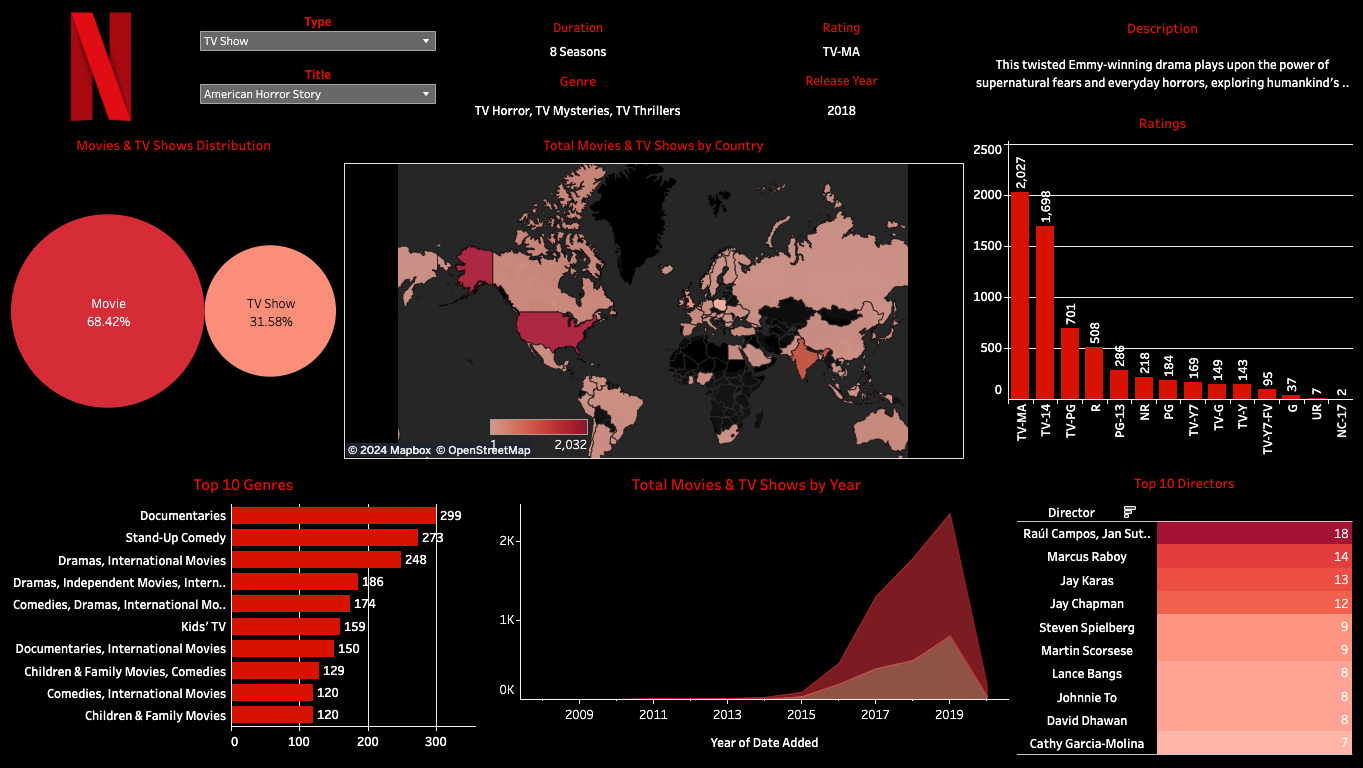 Type
TV Show
Title
American Horror Story
Duration
8 Seasons
Genre
TV Horror, TV Mysteries, TV Thrillers
Rating
TV-MA
Release Year
2018
Description
This twisted Emmy-winning drama plays upon the power of
supernatural fears and everyday horrors, exploring humankind's ..
Movies & TV Shows Distribution
Movie
68.42%
TV Show
31.58%
Total Movies & TV Shows by Country
1
2,032
© 2024 Mapbox © OpenStreetMap
Ratings
2500
2000
1500
1000
500
0
2,027
1,698
701
508
286
218
184
169
149
143
95
37
7
2
TV-MA
TV-14
TV-PG
R
PG-13
NR
PG
TV-Y7
TV-G
TV-Y
TV-Y7-FV
G
UR
NC-17
Top 10 Genres
Documentaries 299
Stand-Up Comedy 273
Dramas, International Movies 248
Dramas, Independent Movies, Intern.. 186
Comedies, Dramas, International Mo.. 174
Kids' TV 159
Documentaries, International Movies 150
Children & Family Movies, Comedies 129
Comedies, International Movies 120
Children & Family Movies 120
0 100 200 300
Total Movies & TV Shows by Year
2K
1K
0K
2009 2011 2013 2015 2017 2019
Year of Date Added
Top 10 Directors
Director
Raúl Campos, Jan Sut.. 18
Marcus Raboy 14
Jay Karas 13
Jay Chapman 12
Steven Spielberg 9
Martin Scorsese 9
Lance Bangs 8
Johnnie To 8
David Dhawan 8
Cathy Garcia-Molina 7